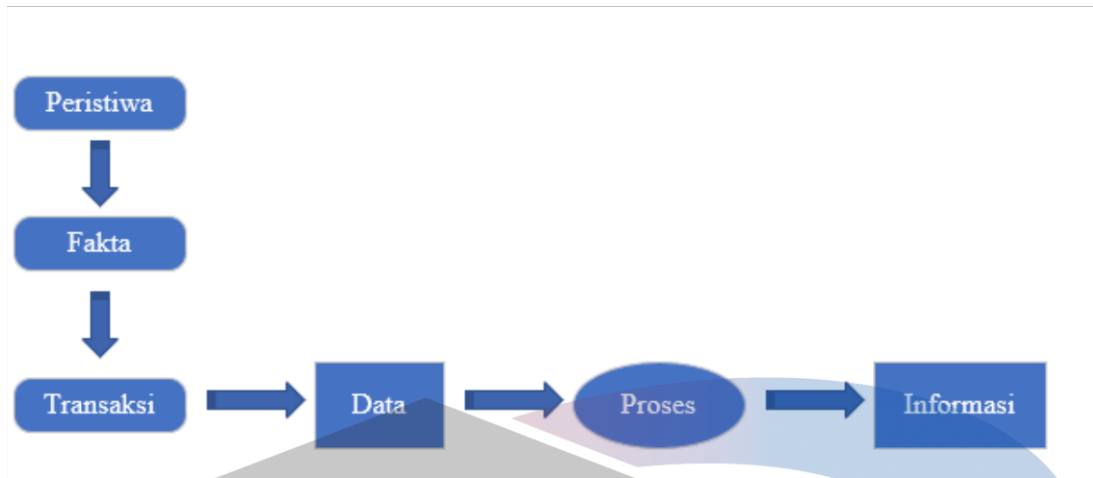 Peristiwa
Fakta
Transaksi
Data
Proses
Informasi